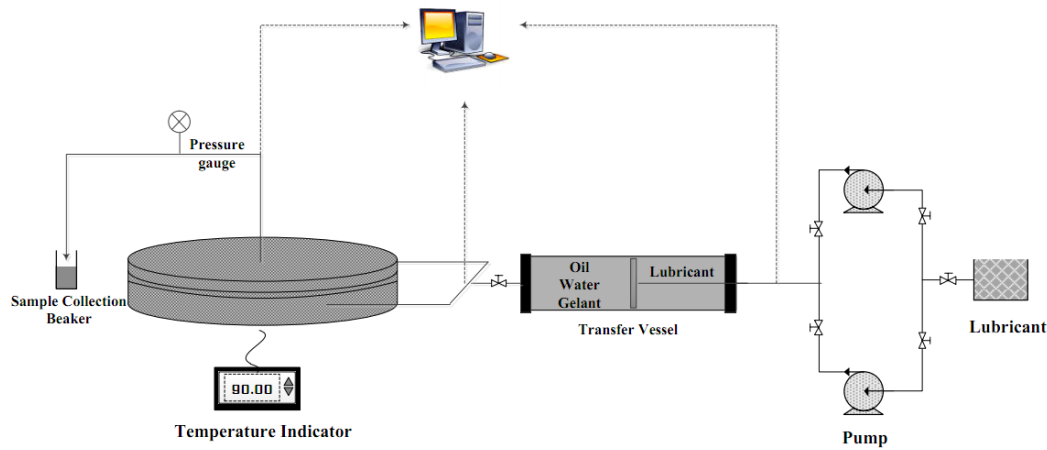 Pressure
gauge
Sample Collection
Beaker
Oil
Water
Gelant
Lubricant
Transfer Vessel
Lubricant
90.00
Temperature Indicator
Pump